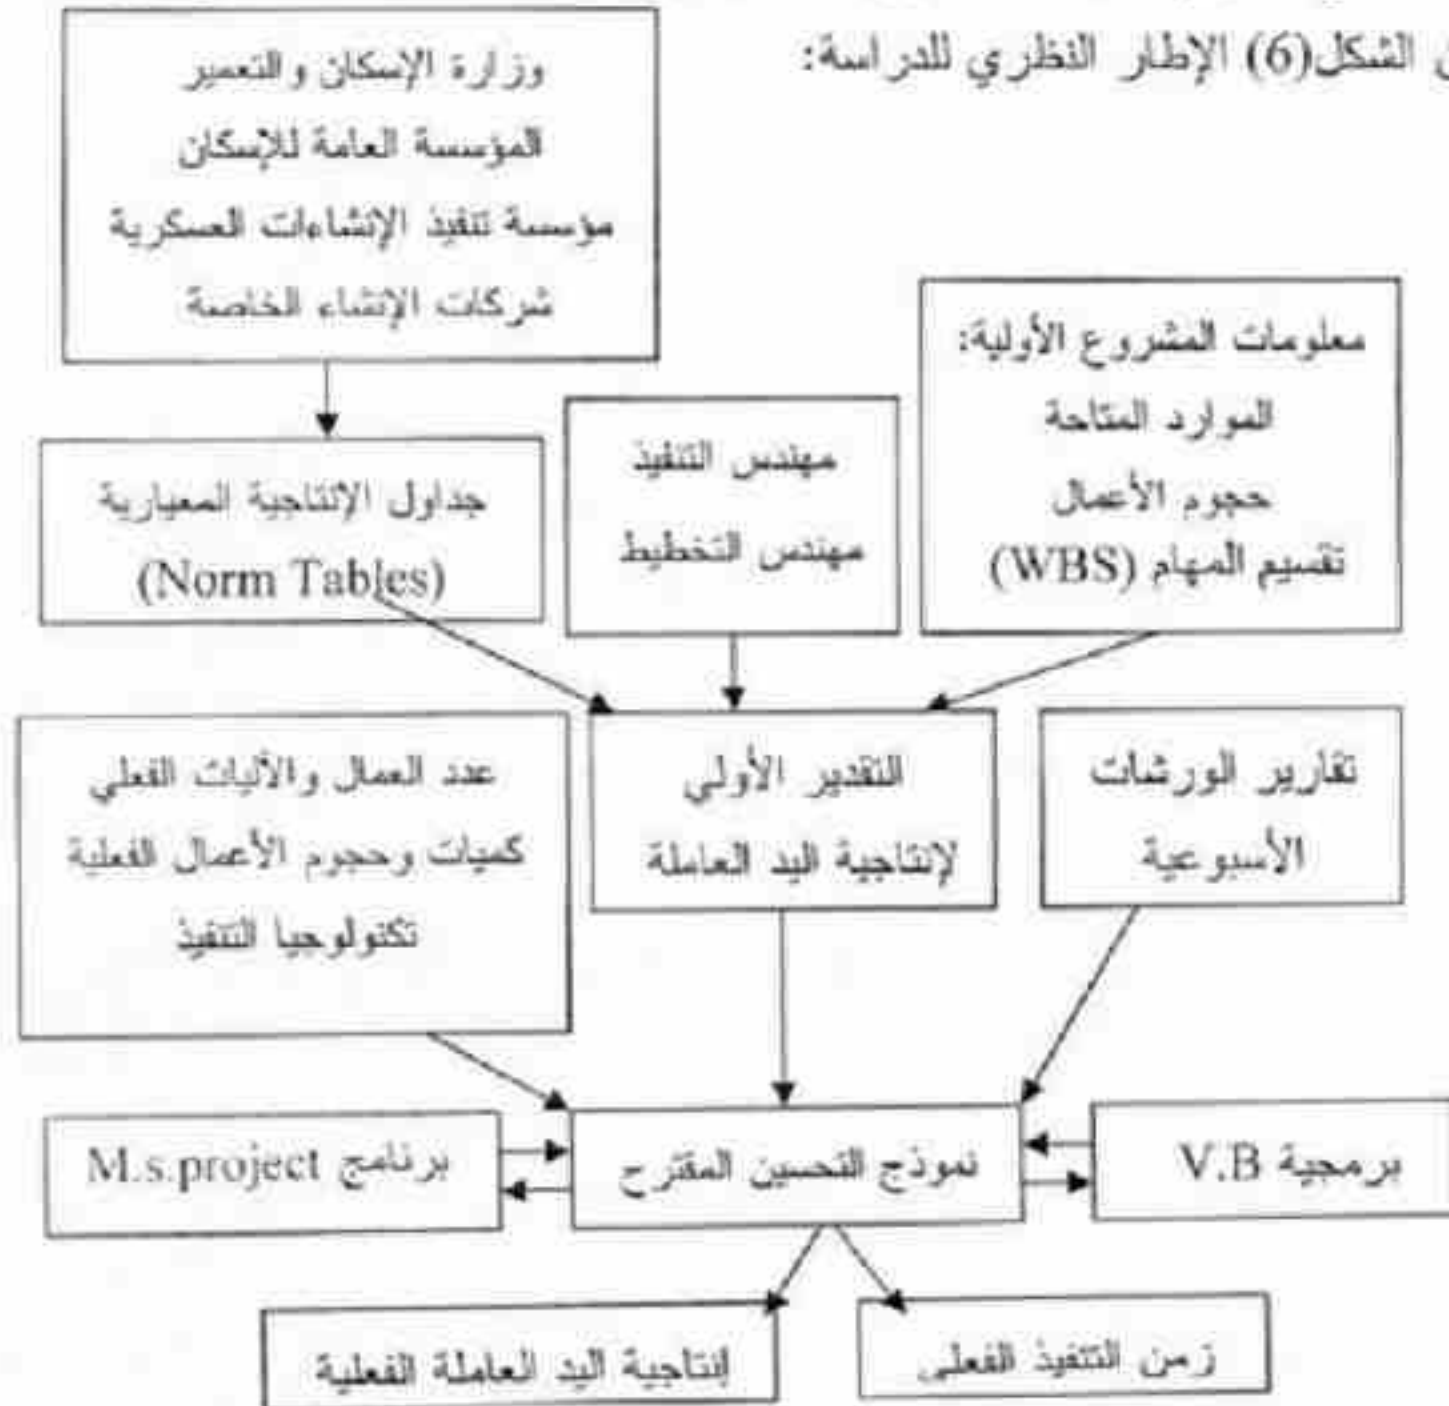 الشكل(6) الإطار النظري للدراسة:
وزارة الإسكان والتعمير
المؤسسة العامة للإسكان
مؤسسة تنفيذ الإنشاءات العسكرية
شركات الإنشاء الخاصة
معلومات المشروع الأولية:
الموارد المتاحة
حجوم الأعمال
تقسيم المهام (WBS)
مهندس التنفيذ
مهندس التخطيط
جداول الإنتاجية المعيارية
(Norm Tables)
تقارير الورشات
الأسبوعية
التقدير الأولي
لإنتاجية اليد العاملة
عدد العمال والآليات الفعلي
كميات وحجوم الأعمال الفعلية
تكنولوجيا التنفيذ
برمجية V.B
نموذج التحسين المقترح
برنامج M.s.project
زمن التنفيذ الفعلي
إنتاجية اليد العاملة الفعلية